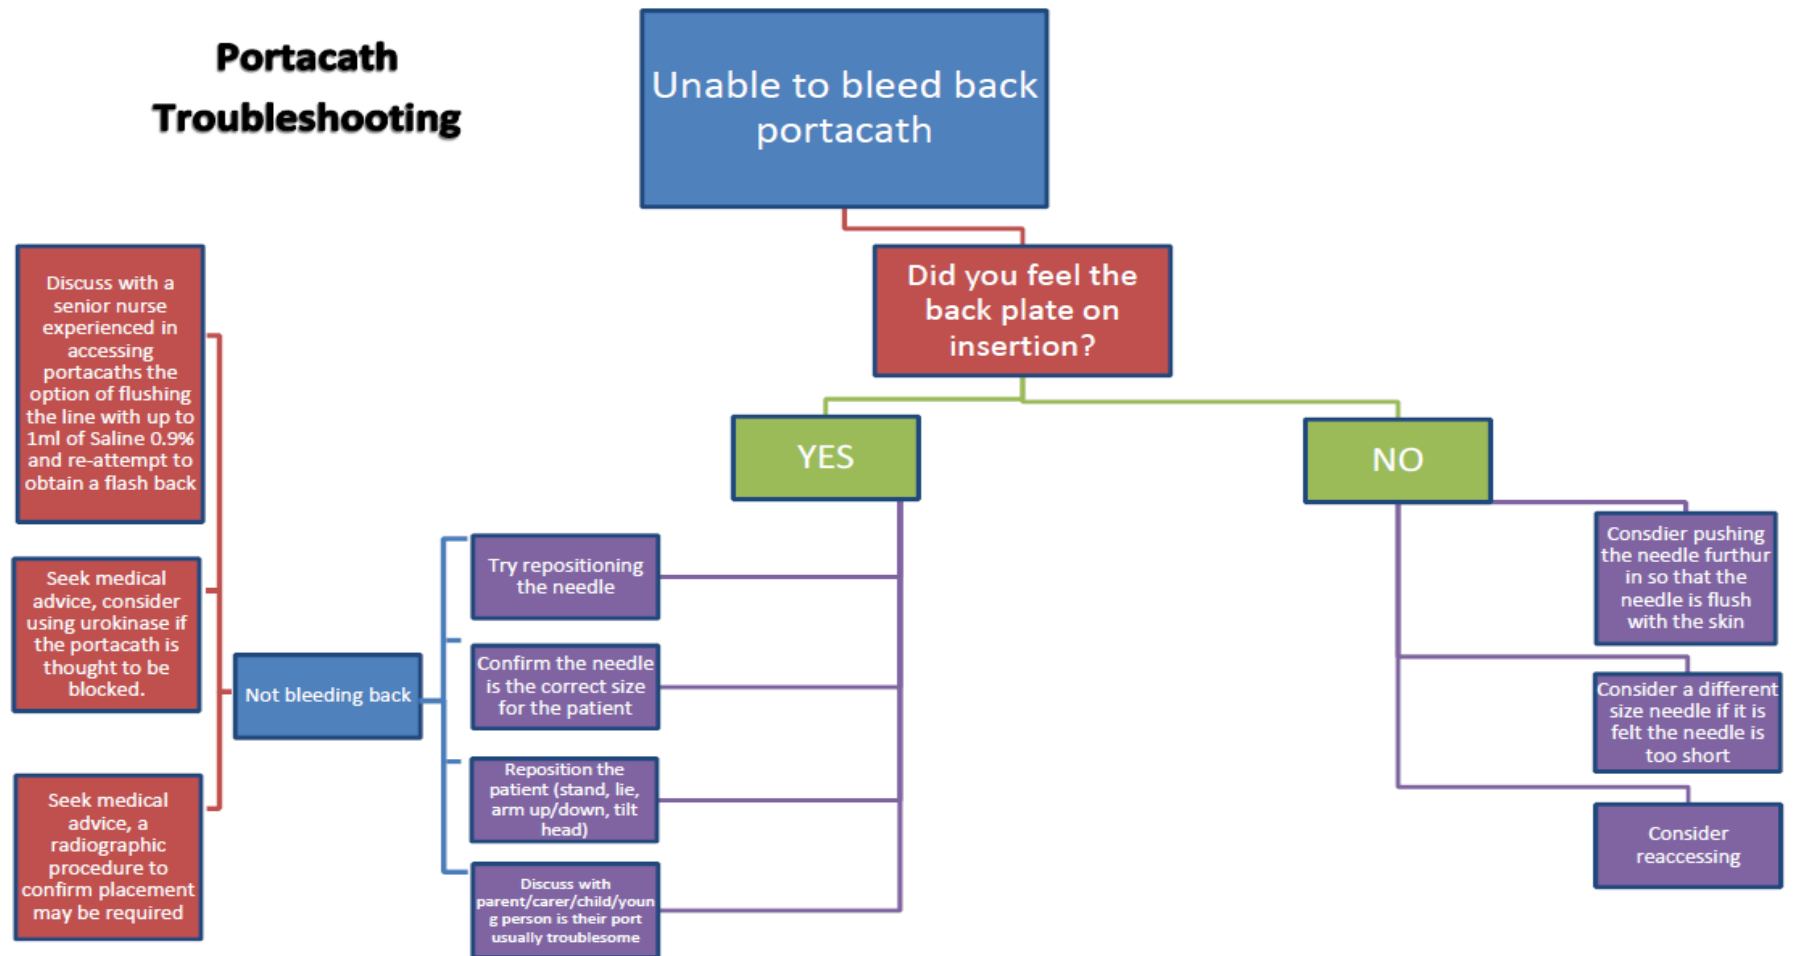 Portacath
Troubleshooting
Unable to bleed back
portacath
Did you feel the
back plate on
insertion?
YES
NO
Discuss with a
senior nurse
experienced in
accessing
portacaths the
option of flushing
the line with up to
1ml of Saline 0.9%
and re-attempt to
obtain a flash back
Seek medical
advice, consider
using urokinase if
the portacath is
thought to be
blocked.
Seek medical
advice, a
radiographic
procedure to
confirm placement
may be required
Not bleeding back
Try repositioning
the needle
Confirm the needle
is the correct size
for the patient
Reposition the
patient (stand, lie,
arm up/down, tilt
head)
Discuss with
parent/carer/child/youn
g person is their port
usually troublesome
Consdier pushing
the needle furthur
in so that the
needle is flush
with the skin
Consider a different
size needle if it is
felt the needle is
too short
Consider
reaccessing